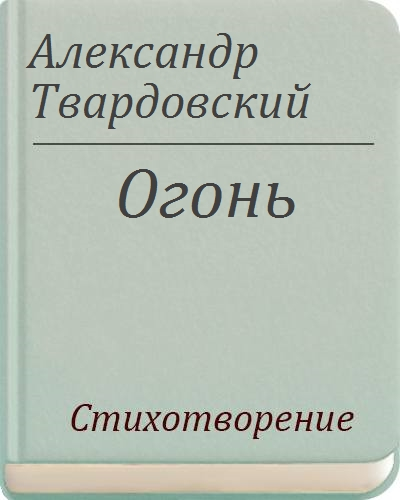 Александр
Твардовский
Огонь
Стихотворение